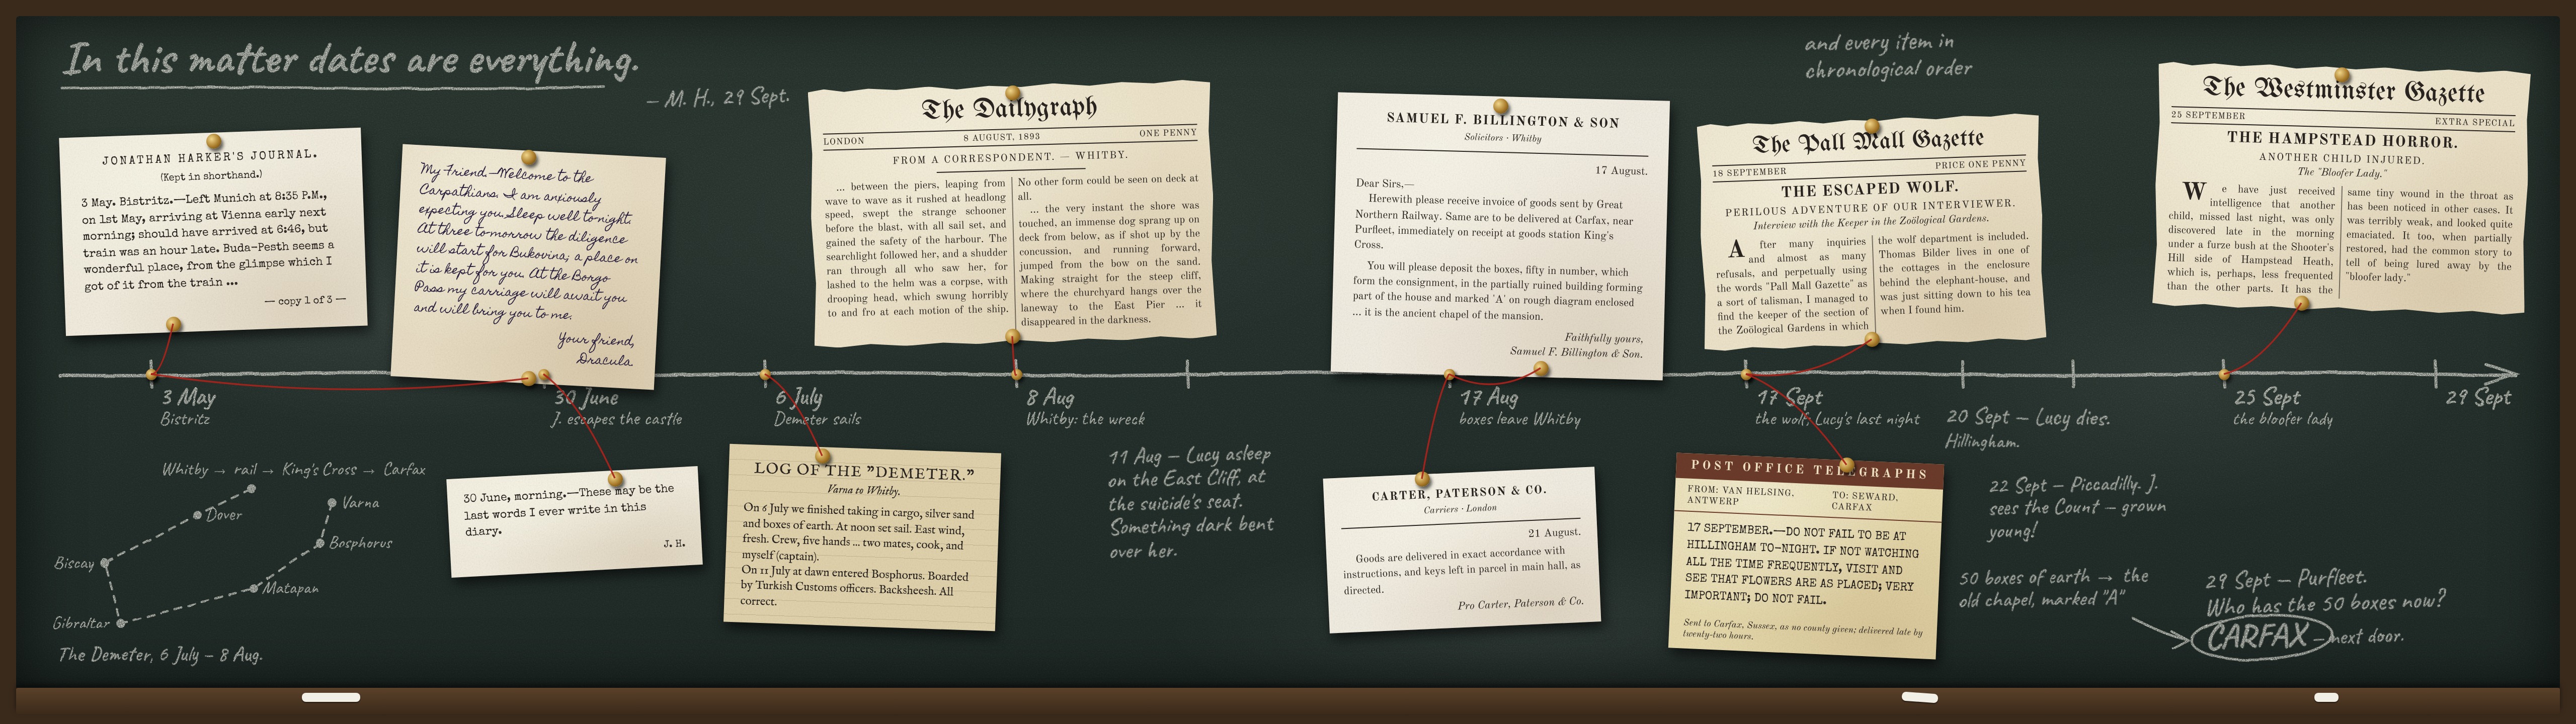 In this matter dates are everything.
— M. H., 29 Sept.
and every item in
chronological order
JONATHAN HARKER'S JOURNAL.
(Kept in shorthand.)
3 May. Bistritz.—Left Munich at 8:35 P.M.,
on 1st May, arriving at Vienna early next
morning; should have arrived at 6:46, but
train was an hour late. Buda-Pesth seems a
wonderful place, from the glimpse which I
got of it from the train ...
— copy 1 of 3 —
My Friend.—Welcome to the
Carpathians. I am anxiously
expecting you. Sleep well to-night.
At three to-morrow the diligence
will start for Bukovina; a place on
it is kept for you. At the Borgo
Pass my carriage will await you
and will bring you to me.
Your friend,
Dracula.
The Dailygraph
LONDON 8 AUGUST, 1893 ONE PENNY
FROM A CORRESPONDENT. — WHITBY.
... between the piers, leaping from
wave to wave as it rushed at headlong
speed, swept the strange schooner
before the blast, with all sail set, and
gained the safety of the harbour. The
searchlight followed her, and a shudder
ran through all who saw her, for
lashed to the helm was a corpse, with
drooping head, which swung horribly
to and fro at each motion of the ship.
No other form could be seen on deck at
all.
... the very instant the shore was
touched, an immense dog sprang up on
deck from below, as if shot up by the
concussion, and running forward,
jumped from the bow on the sand.
Making straight for the steep cliff,
where the churchyard hangs over the
laneway to the East Pier ... it
disappeared in the darkness.
SAMUEL F. BILLINGTON & SON
Solicitors · Whitby
17 August.
Dear Sirs,—
Herewith please receive invoice of goods sent by Great
Northern Railway. Same are to be delivered at Carfax, near
Purfleet, immediately on receipt at goods station King's
Cross.
You will please deposit the boxes, fifty in number, which
form the consignment, in the partially ruined building forming
part of the house and marked 'A' on rough diagram enclosed
... it is the ancient chapel of the mansion.
Faithfully yours,
Samuel F. Billington & Son.
The Pall Mall Gazette
18 SEPTEMBER PRICE ONE PENNY
THE ESCAPED WOLF.
PERILOUS ADVENTURE OF OUR INTERVIEWER.
Interview with the Keeper in the Zoölogical Gardens.
After many inquiries
and almost as many
refusals, and perpetually using
the words "Pall Mall Gazette" as
a sort of talisman, I managed to
find the keeper of the section of
the Zoölogical Gardens in which
the wolf department is included.
Thomas Bilder lives in one of
the cottages in the enclosure
behind the elephant-house, and
was just sitting down to his tea
when I found him.
The Westminster Gazette
25 SEPTEMBER EXTRA SPECIAL
THE HAMPSTEAD HORROR.
ANOTHER CHILD INJURED.
The "Bloofer Lady."
We have just received
intelligence that another
child, missed last night, was only
discovered late in the morning
under a furze bush at the Shooter's
Hill side of Hampstead Heath,
which is, perhaps, less frequented
than the other parts. It has the
same tiny wound in the throat as
has been noticed in other cases. It
was terribly weak, and looked quite
emaciated. It too, when partially
restored, had the common story to
tell of being lured away by the
"bloofer lady."
3 May
Bistritz
30 June
J. escapes the castle
6 July
Demeter sails
8 Aug
Whitby: the wreck
17 Aug
boxes leave Whitby
17 Sept
the wolf; Lucy's last night
20 Sept — Lucy dies.
Hillingham.
25 Sept
the bloofer lady
29 Sept
Whitby → rail → King's Cross → Carfax
Varna
Dover
Bosphorus
Biscay
Matapan
Gibraltar
The Demeter, 6 July – 8 Aug.
30 June, morning.—These may be the
last words I ever write in this
diary.
J. H.
LOG OF THE "DEMETER."
Varna to Whitby.
On 6 July we finished taking in cargo, silver sand
and boxes of earth. At noon set sail. East wind,
fresh. Crew, five hands ... two mates, cook, and
myself (captain).
On 11 July at dawn entered Bosphorus. Boarded
by Turkish Customs officers. Backsheesh. All
correct.
11 Aug — Lucy asleep
on the East Cliff, at
the suicide's seat.
Something dark bent
over her.
CARTER, PATERSON & CO.
Carriers · London
21 August.
Goods are delivered in exact accordance with
instructions, and keys left in parcel in main hall, as
directed.
Pro Carter, Paterson & Co.
POST OFFICE TELEGRAPHS
FROM: VAN HELSING, ANTWERP
TO: SEWARD, CARFAX
17 SEPTEMBER.—DO NOT FAIL TO BE AT
HILLINGHAM TO-NIGHT. IF NOT WATCHING
ALL THE TIME FREQUENTLY, VISIT AND
SEE THAT FLOWERS ARE AS PLACED; VERY
IMPORTANT; DO NOT FAIL.
Sent to Carfax, Sussex, as no county given; delivered late by
twenty-two hours.
22 Sept — Piccadilly. J.
sees the Count — grown
young!
50 boxes of earth → the
old chapel, marked "A"
29 Sept — Purfleet.
Who has the 50 boxes now?
CARFAX — next door.